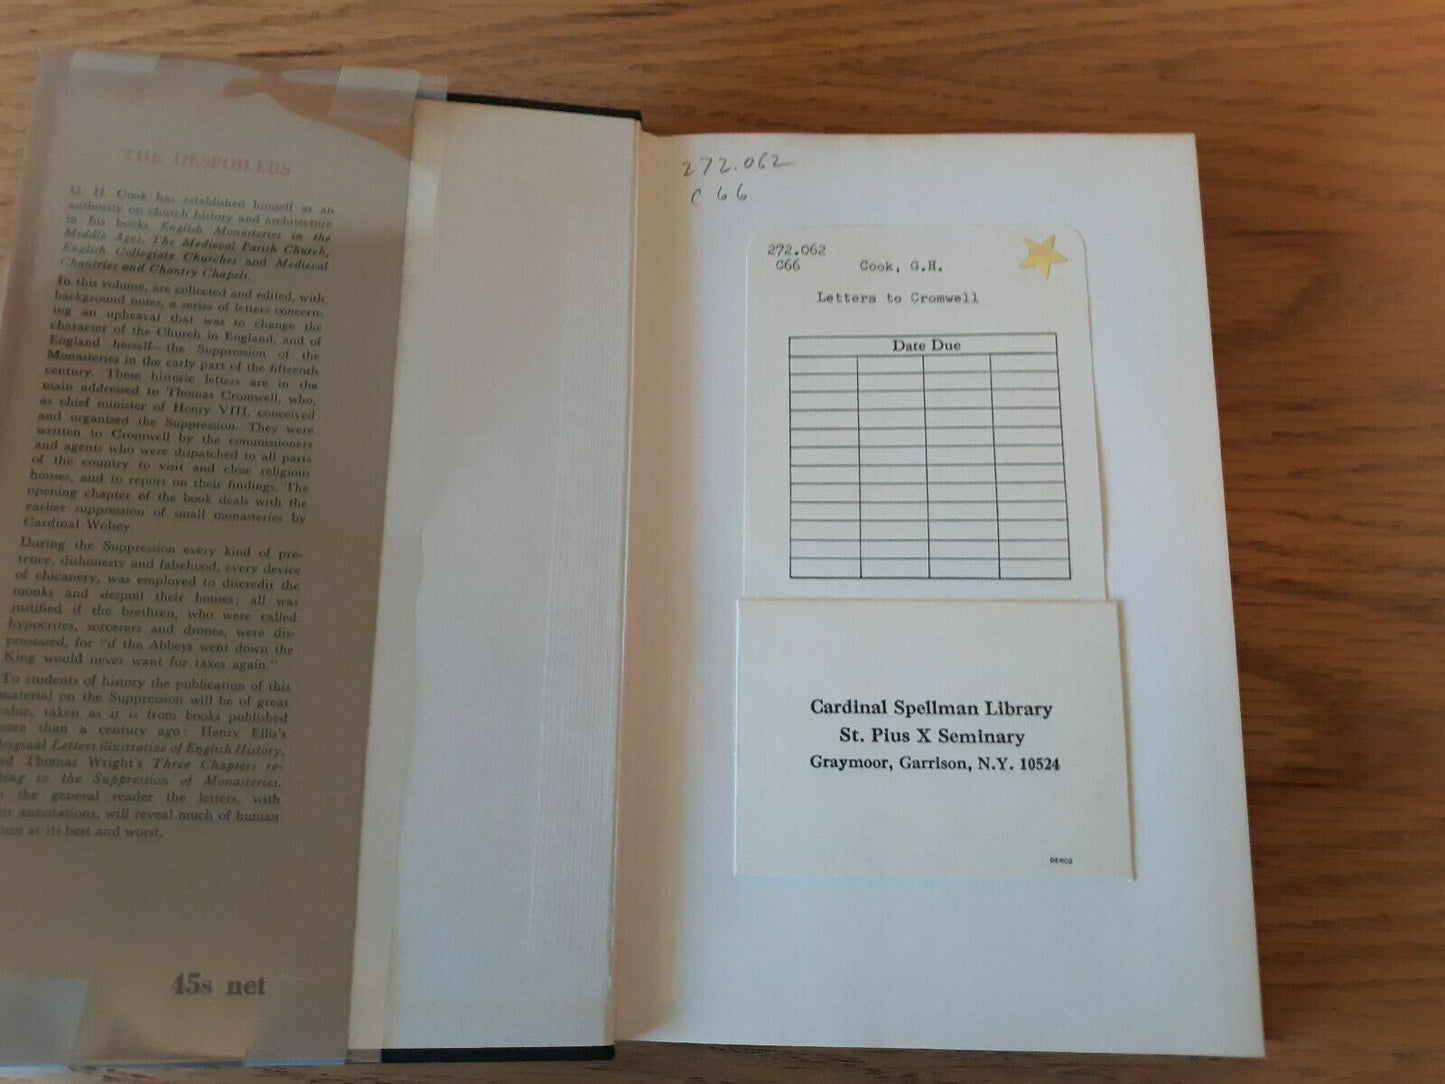 THE DESPOILERS
G. H. Cook has established himself as an
authority on church history and architecture
in his books English Monasteries in the
Middle Ages, The Medieval Parish Church,
English Collegiate Churches and Medieval
Chantries and Chantry Chapels.
In this volume, are collected and edited, with
background notes, a series of letters concern-
ing an upheaval that was to change the
character of the Church in England, and of
England herself—the Suppression of the
Monasteries in the early part of the fifteenth
century. These historic letters are in the
main addressed to Thomas Cromwell, who,
as chief minister of Henry VIII, conceived
and organized the Suppression. They were
written to Cromwell by the commissioners
and agents who were dispatched to all parts
of the country to visit and close religious
houses, and to report on their findings. The
opening chapter of the book deals with the
earlier suppression of small monasteries by
Cardinal Wolsey.
During the Suppression every kind of pre-
tence, dishonesty and falsehood, every device
of chicanery, was employed to discredit the
monks and despoil their houses; all was
justified if the brethren, who were called
hypocrites, sorcerers and drones, were dis-
possessed, for "if the Abbeys went down the
King would never want for taxes again."
To students of history the publication of this
material on the Suppression will be of great
value, taken as it is from books published
more than a century ago: Henry Ellis's
Original Letters illustrative of English History,
and Thomas Wright's Three Chapters re-
ting to the Suppression of Monasteries.
the general reader the letters, with
annotations, will reveal much of human
ture at its best and worst.
45s net
272.062
C 66
272.062
C66 Cook, G.H.
Letters to Cromwell
Date Due
Cardinal Spellman Library
St. Pius X Seminary
Graymoor, Garrison, N.Y. 10524
DEMCO